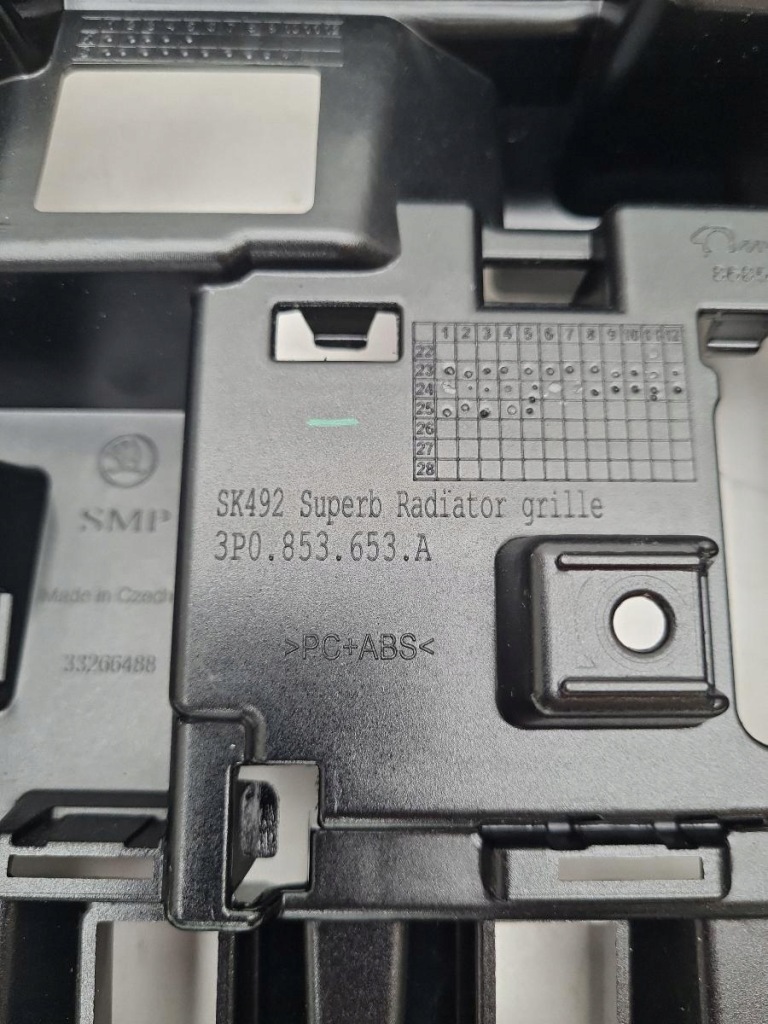 1 2 3 4 5 6 7 8 9 10 11 12
22
23
24
25
26
27
28
SK492 Superb Radiator grille
3P0.853.653.A
>PC+ABS<
SMP
Made in Czech
33266488